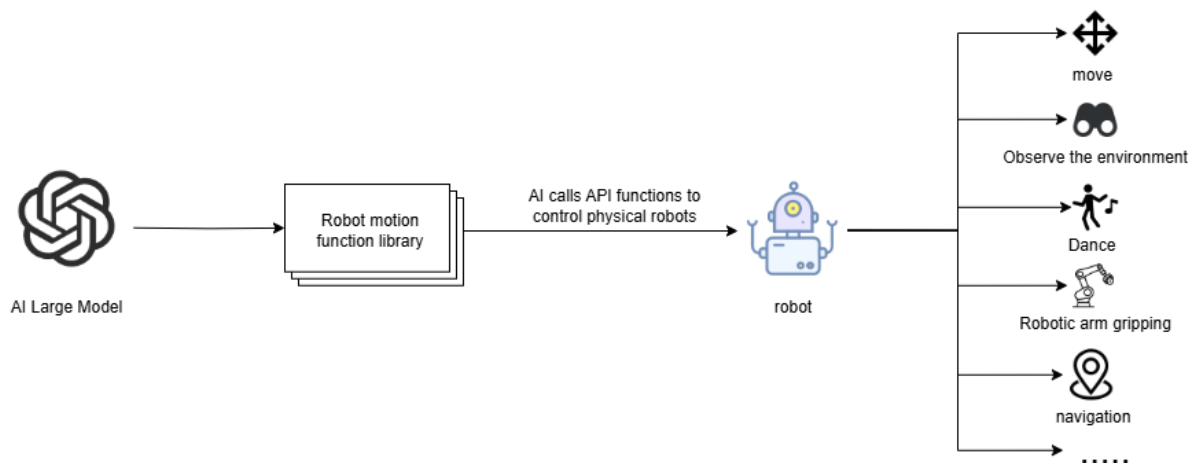 AI Large Model
Robot motion
function library
AI calls API functions to
control physical robots
robot
move
Observe the environment
Dance
Robotic arm gripping
navigation
.....